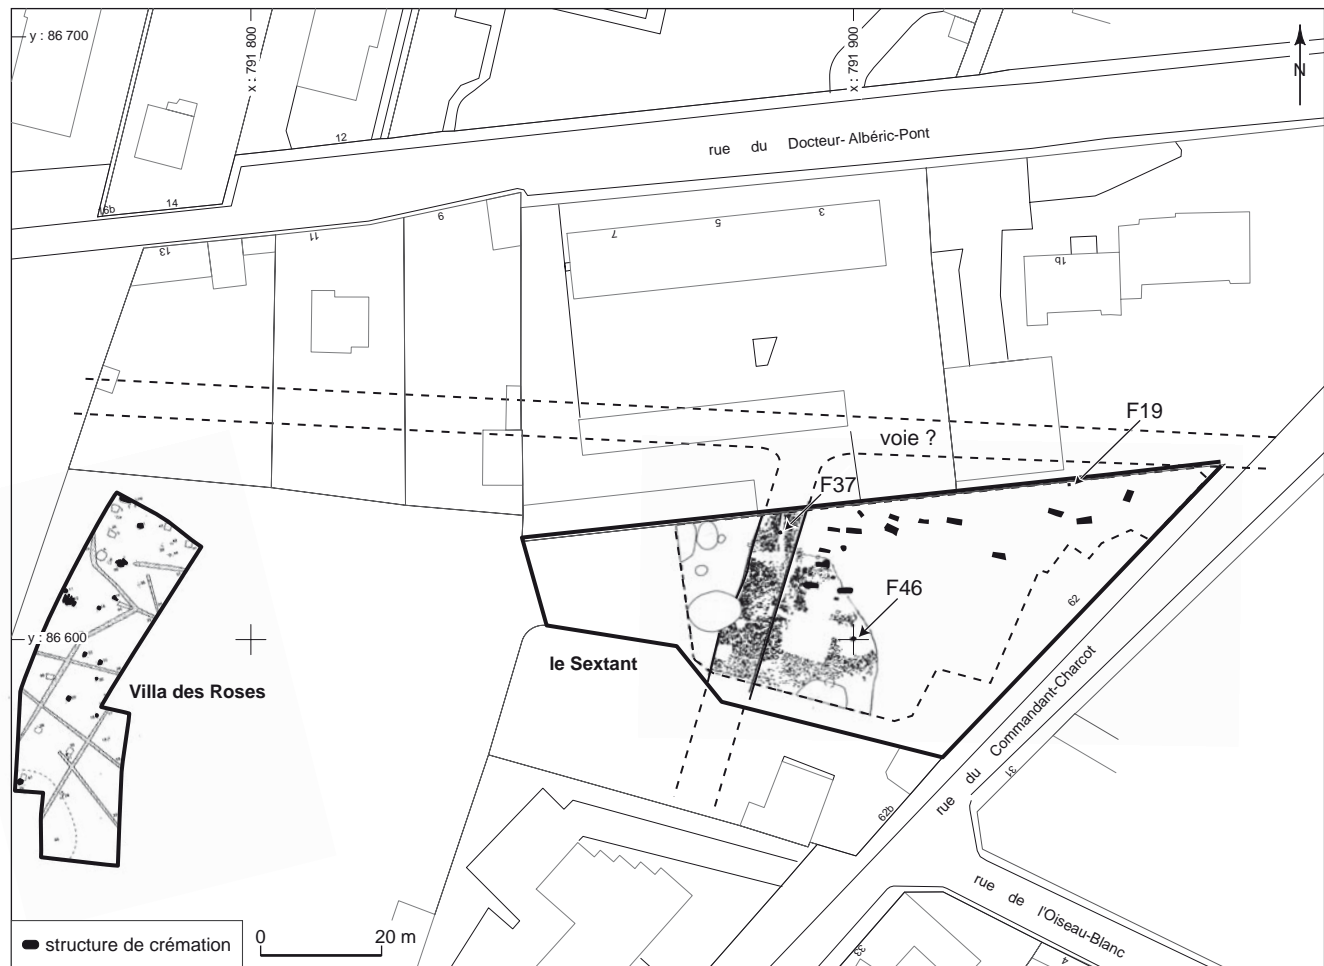 y : 86 700
x : 791 800
x : 791 900
N
rue du Docteur-Albéric-Pont
12
16b
14
13
11
9
7
5
3
1b
voie ?
F19
F37
F46
y : 86 600
Villa des Roses
le Sextant
62
rue du Commandant-Charcot
31
62b
rue de l'Oiseau-Blanc
33
4
structure de crémation
0 20 m